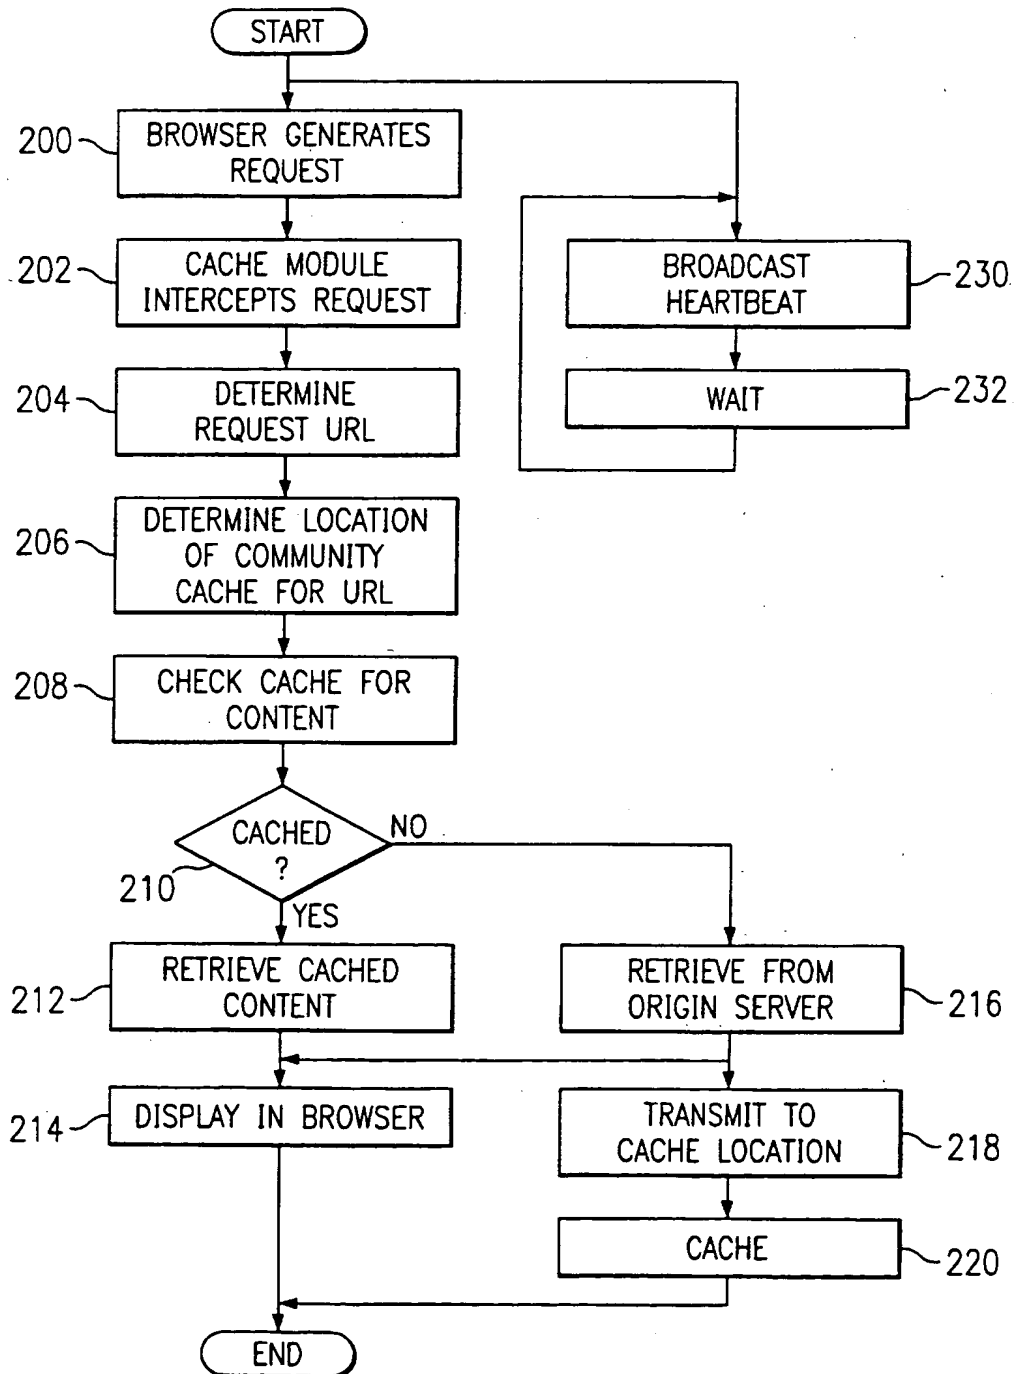 START
200
BROWSER GENERATES
REQUEST
202
CACHE MODULE
INTERCEPTS REQUEST
BROADCAST
HEARTBEAT
230
204
DETERMINE
REQUEST URL
WAIT
232
206
DETERMINE LOCATION
OF COMMUNITY
CACHE FOR URL
208
CHECK CACHE FOR
CONTENT
CACHED
?
210
NO
YES
212
RETRIEVE CACHED
CONTENT
RETRIEVE FROM
ORIGIN SERVER
216
214
DISPLAY IN BROWSER
TRANSMIT TO
CACHE LOCATION
218
CACHE
220
END